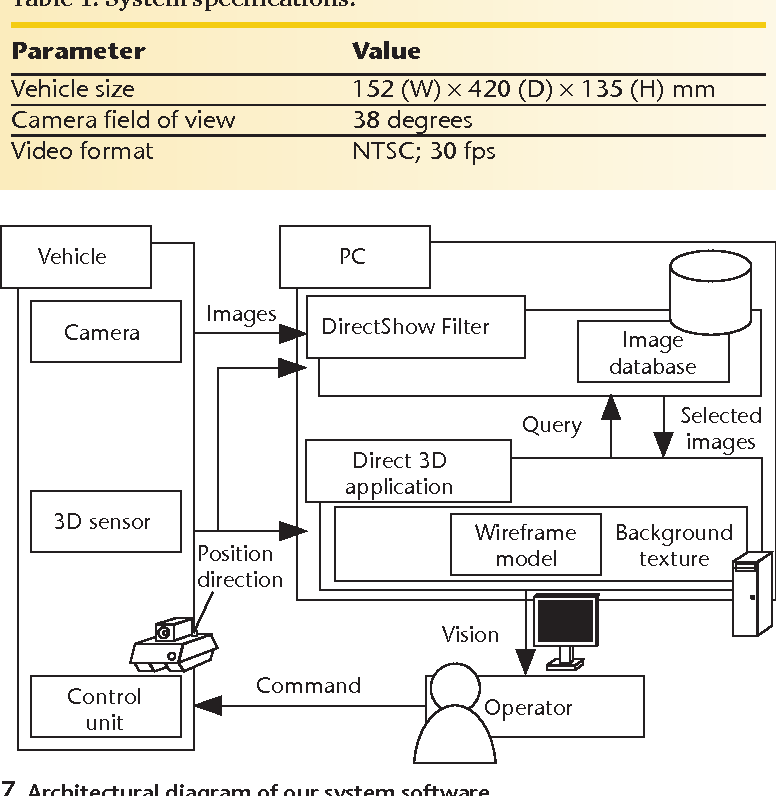 Table 1. System specifications.
Parameter Value
Vehicle size 152 (W) × 420 (D) × 135 (H) mm
Camera field of view 38 degrees
Video format NTSC; 30 fps
Vehicle
PC
Camera
Images
DirectShow Filter
Image
database
Query
Selected
images
Direct 3D
application
3D sensor
Wireframe
model
Background
texture
Position
direction
Vision
Control
unit
Command
Operator
7 Architectural diagram of our system software